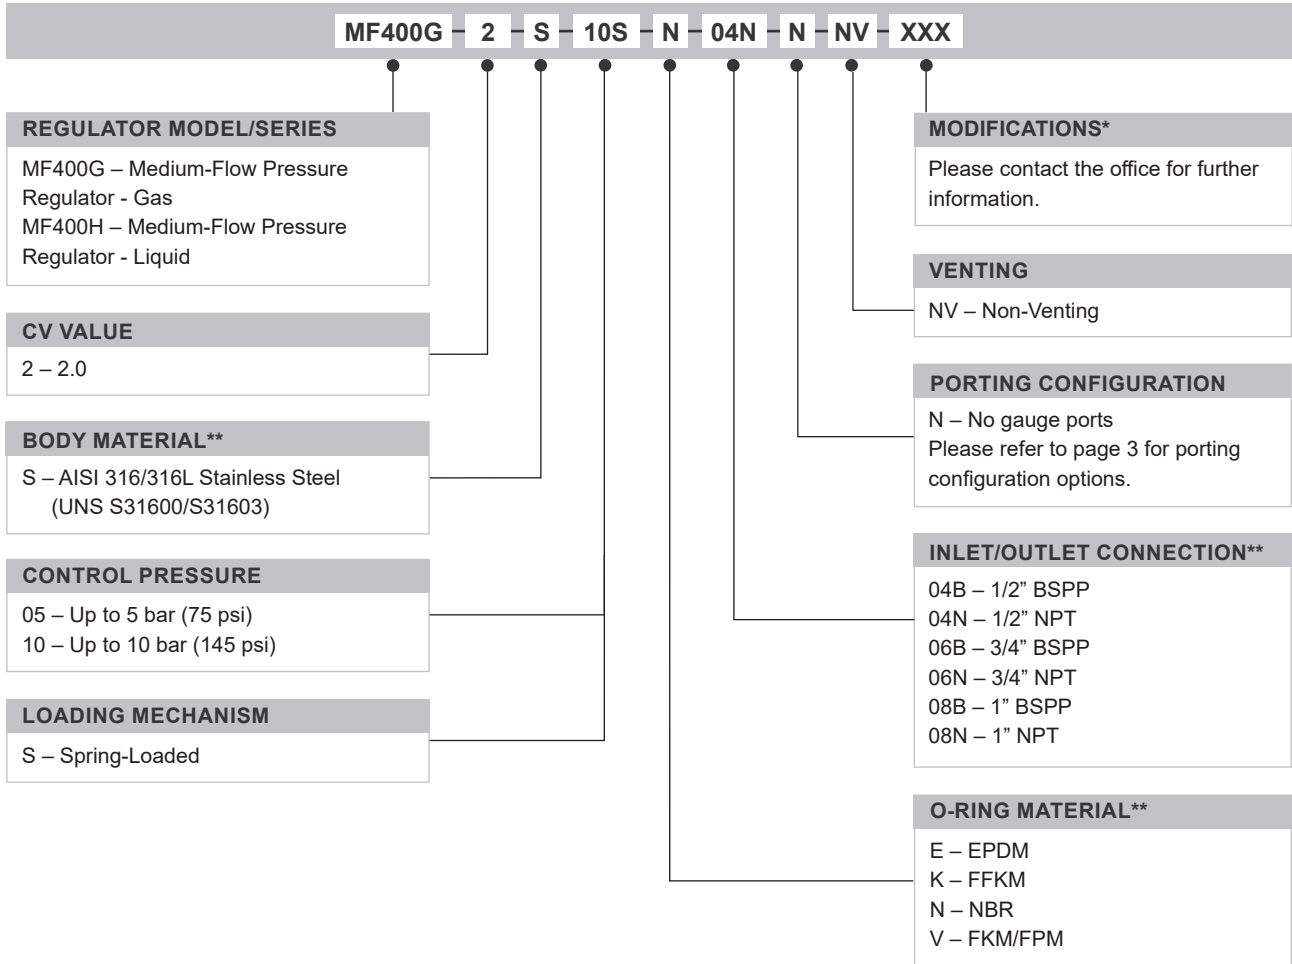 MF400G 2 S 10S N 04N N NV XXX
REGULATOR MODEL/SERIES
MF400G – Medium-Flow Pressure
Regulator - Gas
MF400H – Medium-Flow Pressure
Regulator - Liquid
CV VALUE
2 – 2.0
BODY MATERIAL**
S – AISI 316/316L Stainless Steel
(UNS S31600/S31603)
CONTROL PRESSURE
05 – Up to 5 bar (75 psi)
10 – Up to 10 bar (145 psi)
LOADING MECHANISM
S – Spring-Loaded
MODIFICATIONS*
Please contact the office for further
information.
VENTING
NV – Non-Venting
PORTING CONFIGURATION
N – No gauge ports
Please refer to page 3 for porting
configuration options.
INLET/OUTLET CONNECTION**
04B – 1/2” BSPP
04N – 1/2” NPT
06B – 3/4” BSPP
06N – 3/4” NPT
08B – 1” BSPP
08N – 1” NPT
O-RING MATERIAL**
E – EPDM
K – FFKM
N – NBR
V – FKM/FPM